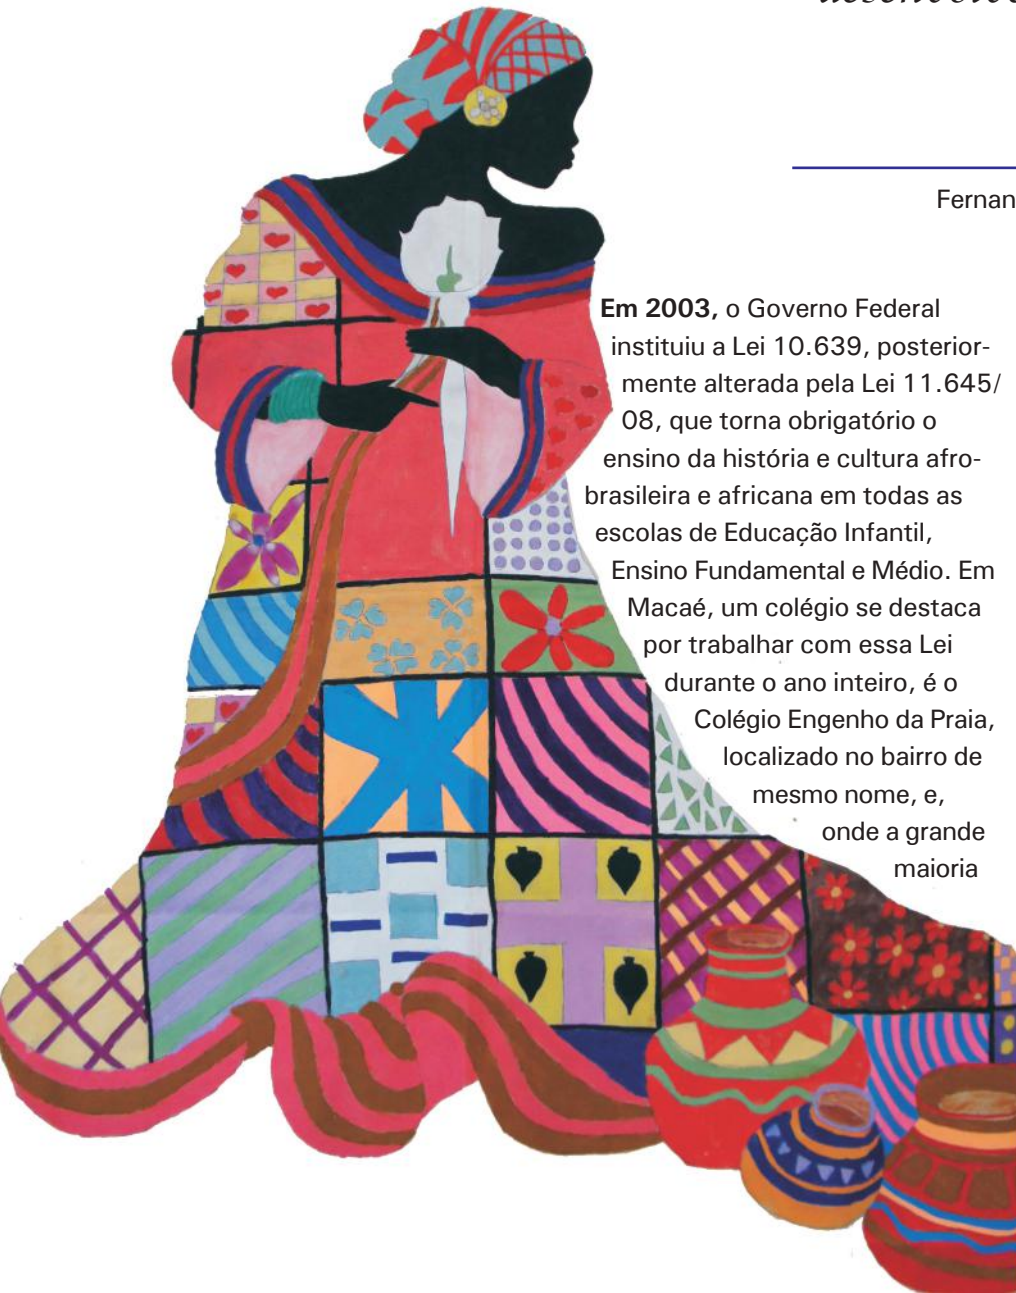 Fernan
Em 2003, o Governo Federal
instituiu a Lei 10.639, posterior-
mente alterada pela Lei 11.645/
08, que torna obrigatório o
ensino da história e cultura afro-
brasileira e africana em todas as
escolas de Educação Infantil,
Ensino Fundamental e Médio. Em
Macaé, um colégio se destaca
por trabalhar com essa Lei
durante o ano inteiro, é o
Colégio Engenho da Praia,
localizado no bairro de
mesmo nome, e,
onde a grande
maioria